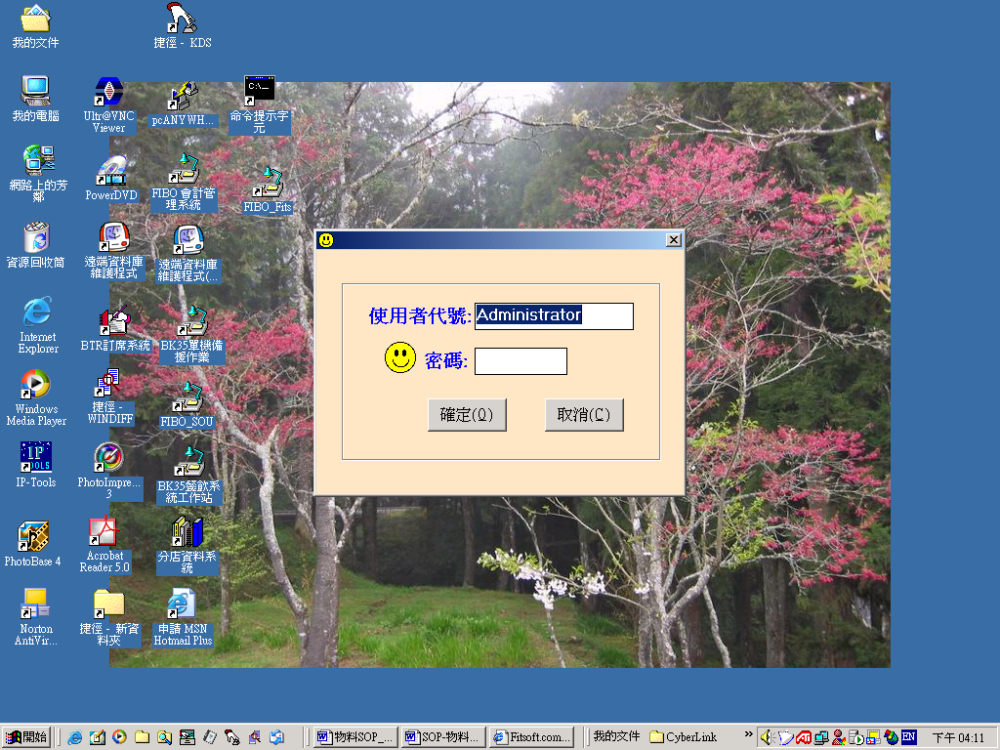 我的文件
捷徑 - KDS
我的電腦
Ultr@VNC
Viewer
pcANYWH...
命令提示字
元
網路上的芳
鄰
PowerDVD
FIBO 會計管
理系統
FIBO_Fits
資源回收筒
遠端資料庫
維護程式
遠端資料庫
維護程式(...
Internet
Explorer
BTR訂席系統
BK35單機備
援作業
Windows
Media Player
捷徑 -
WINDIFF
FIBO_SOU
IP-Tools
PhotoImpre...
3
BK35餐飲系
統工作站
PhotoBase 4
Acrobat
Reader 5.0
分店資料系
統
Norton
AntiVir...
捷徑 - 新資
料夾
申請 MSN
Hotmail Plus
使用者代號:
Administrator
密碼:
確定(O)
取消(C)
開始
物料SOP_...
SOP-物料...
Fitsoft.com...
我的文件
CyberLink
EN
下午 04:11